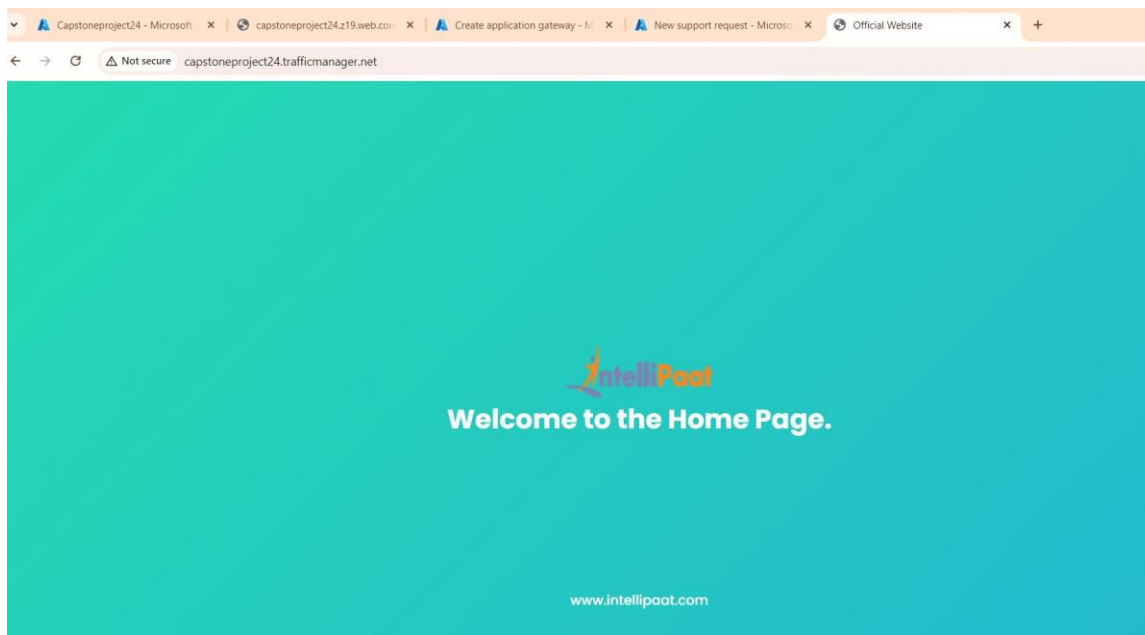 Capstoneproject24 - Microsoft
capstoneproject24.z19.web.cor
Create application gateway - M
New support request - Microso
Official Website
Not secure
capstoneproject24.trafficmanager.net
IntelliPaat
Welcome to the Home Page.
www.intellipaat.com